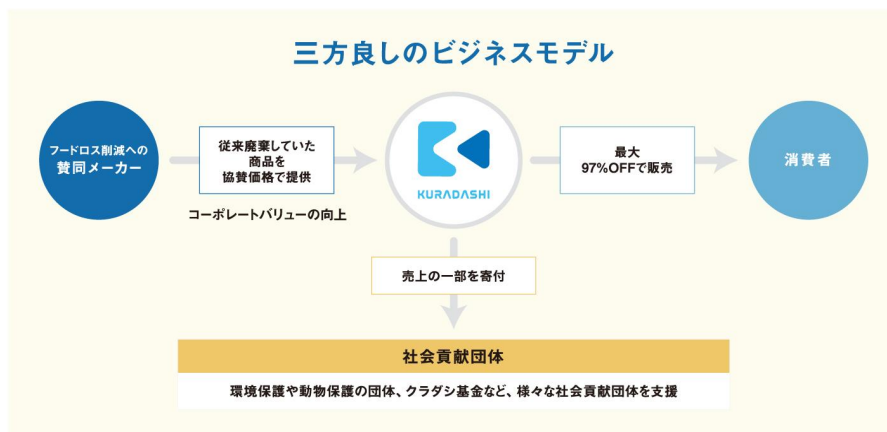 三方良しのビジネスモデル
フードロス削減への
賛同メーカー
従来廃棄していた
商品を
協賛価格で提供
コーポレートバリューの向上
KURADASHI
最大
97%OFFで販売
消費者
売上の一部を寄付
社会貢献団体
環境保護や動物保護の団体、クラダシ基金など、様々な社会貢献団体を支援